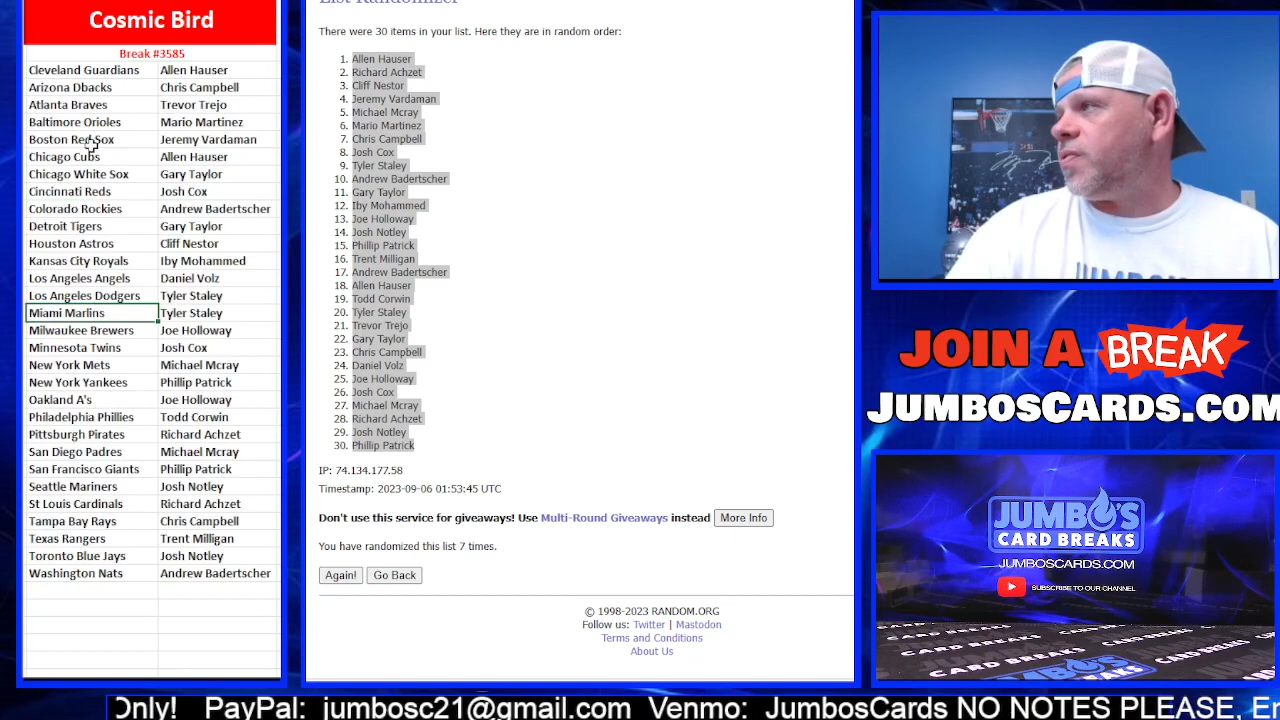 Cosmic Bird
Break #3585
Cleveland Guardians Allen Hauser
Arizona Dbacks Chris Campbell
Atlanta Braves Trevor Trejo
Baltimore Orioles Mario Martinez
Boston Red Sox Jeremy Vardaman
Chicago Cubs Allen Hauser
Chicago White Sox Gary Taylor
Cincinnati Reds Josh Cox
Colorado Rockies Andrew Badertscher
Detroit Tigers Gary Taylor
Houston Astros Cliff Nestor
Kansas City Royals Iby Mohammed
Los Angeles Angels Daniel Volz
Los Angeles Dodgers Tyler Staley
Miami Marlins Tyler Staley
Milwaukee Brewers Joe Holloway
Minnesota Twins Josh Cox
New York Mets Michael Mcray
New York Yankees Phillip Patrick
Oakland A's Joe Holloway
Philadelphia Phillies Todd Corwin
Pittsburgh Pirates Richard Achzet
San Diego Padres Michael Mcray
San Francisco Giants Phillip Patrick
Seattle Mariners Josh Notley
St Louis Cardinals Richard Achzet
Tampa Bay Rays Chris Campbell
Texas Rangers Trent Milligan
Toronto Blue Jays Josh Notley
Washington Nats Andrew Badertscher
List Randomizer
There were 30 items in your list. Here they are in random order:
1. Allen Hauser
2. Richard Achzet
3. Cliff Nestor
4. Jeremy Vardaman
5. Michael Mcray
6. Mario Martinez
7. Chris Campbell
8. Josh Cox
9. Tyler Staley
10. Andrew Badertscher
11. Gary Taylor
12. Iby Mohammed
13. Joe Holloway
14. Josh Notley
15. Phillip Patrick
16. Trent Milligan
17. Andrew Badertscher
18. Allen Hauser
19. Todd Corwin
20. Tyler Staley
21. Trevor Trejo
22. Gary Taylor
23. Chris Campbell
24. Daniel Volz
25. Joe Holloway
26. Josh Cox
27. Michael Mcray
28. Richard Achzet
29. Josh Notley
30. Phillip Patrick
IP: 74.134.177.58
Timestamp: 2023-09-06 01:53:45 UTC
Don't use this service for giveaways! Use Multi-Round Giveaways instead More Info
You have randomized this list 7 times.
Again! Go Back
© 1998-2023 RANDOM.ORG
Follow us: Twitter | Mastodon
Terms and Conditions
About Us
JOIN A BREAK
JUMBOSCARDS.COM
JUMBO'S
CARD BREAKS
JUMBOSCARDS.COM
SUBSCRIBE TO OUR CHANNEL
Only! PayPal: jumbosc21@gmail.com Venmo: JumbosCards NO NOTES PLEASE.